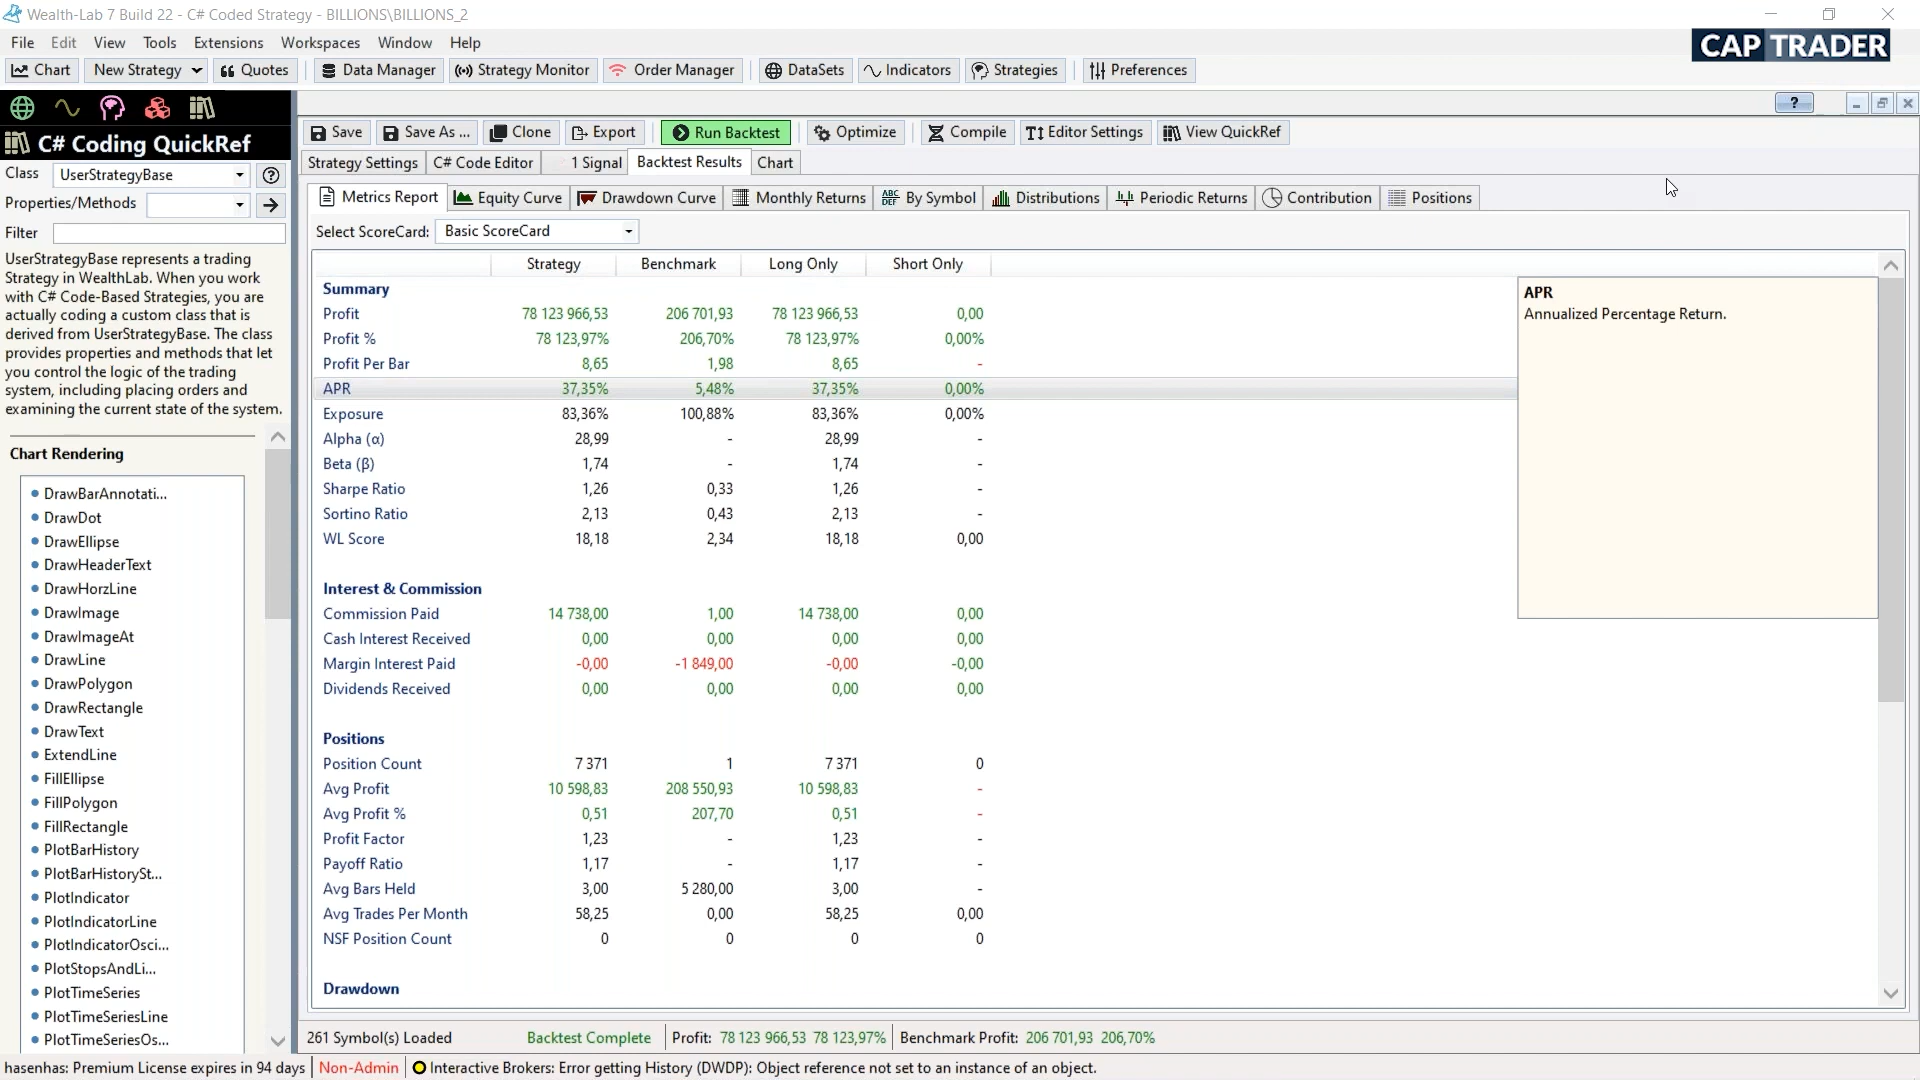 Wealth-Lab 7 Build 22 - C# Coded Strategy - BILLIONS\BILLIONS_2
File Edit View Tools Extensions Workspaces Window Help
CAP TRADER
Chart New Strategy Quotes Data Manager Strategy Monitor Order Manager DataSets Indicators Strategies Preferences
?
C# Coding QuickRef
Save Save As ... Clone Export Run Backtest Optimize Compile Editor Settings View QuickRef
Strategy Settings C# Code Editor 1 Signal Backtest Results Chart
Class UserStrategyBase
Properties/Methods
Filter
UserStrategyBase represents a trading
Strategy in WealthLab. When you work
with C# Code-Based Strategies, you are
actually coding a custom class that is
derived from UserStrategyBase. The class
provides properties and methods that let
you control the logic of the trading
system, including placing orders and
examining the current state of the system.
Chart Rendering
DrawBarAnnotati...
DrawDot
DrawEllipse
DrawHeaderText
DrawHorzLine
DrawImage
DrawImageAt
DrawLine
DrawPolygon
DrawRectangle
DrawText
ExtendLine
FillEllipse
FillPolygon
FillRectangle
PlotBarHistory
PlotBarHistorySt...
PlotIndicator
PlotIndicatorLine
PlotIndicatorOsci...
PlotStopsAndLi...
PlotTimeSeries
PlotTimeSeriesLine
PlotTimeSeriesOs...
Metrics Report Equity Curve Drawdown Curve Monthly Returns ABC DEF By Symbol Distributions Periodic Returns Contribution Positions
Select ScoreCard: Basic ScoreCard
Strategy Benchmark Long Only Short Only
Summary
Profit 78 123 966,53 206 701,93 78 123 966,53 0,00
Profit % 78 123,97% 206,70% 78 123,97% 0,00%
Profit Per Bar 8,65 1,98 8,65 -
APR 37,35% 5,48% 37,35% 0,00%
Exposure 83,36% 100,88% 83,36% 0,00%
Alpha (α) 28,99 - 28,99 -
Beta (β) 1,74 - 1,74 -
Sharpe Ratio 1,26 0,33 1,26 -
Sortino Ratio 2,13 0,43 2,13 -
WL Score 18,18 2,34 18,18 0,00
Interest & Commission
Commission Paid 14 738,00 1,00 14 738,00 0,00
Cash Interest Received 0,00 0,00 0,00 0,00
Margin Interest Paid -0,00 -1 849,00 -0,00 -0,00
Dividends Received 0,00 0,00 0,00 0,00
Positions
Position Count 7 371 1 7 371 0
Avg Profit 10 598,83 208 550,93 10 598,83 -
Avg Profit % 0,51 207,70 0,51 -
Profit Factor 1,23 - 1,23 -
Payoff Ratio 1,17 - 1,17 -
Avg Bars Held 3,00 5 280,00 3,00 -
Avg Trades Per Month 58,25 0,00 58,25 0,00
NSF Position Count 0 0 0 0
Drawdown
APR
Annualized Percentage Return.
261 Symbol(s) Loaded Backtest Complete Profit: 78 123 966,53 78 123,97% Benchmark Profit: 206 701,93 206,70%
hasenhas: Premium License expires in 94 days Non-Admin Interactive Brokers: Error getting History (DWDP): Object reference not set to an instance of an object.